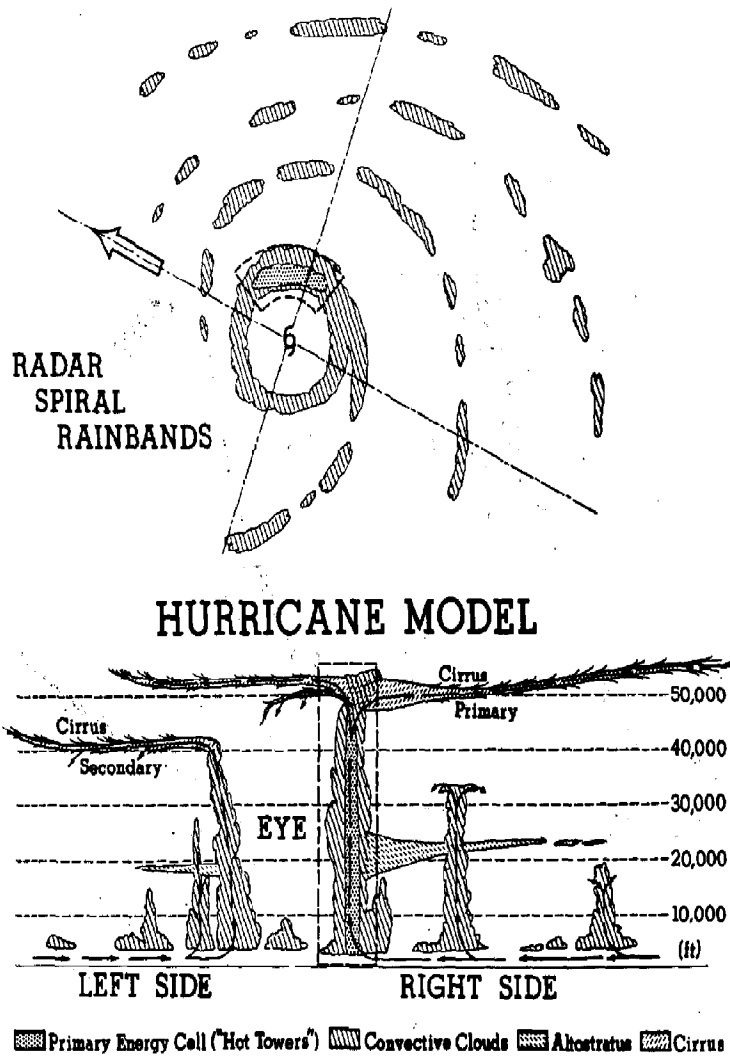 RADAR
SPIRAL
RAINBANDS
HURRICANE MODEL
Cirrus
50,000
Primary
Cirrus
40,000
Secondary
30,000
EYE
20,000
10,000
(ft)
LEFT SIDE
RIGHT SIDE
Primary Energy Cell ("Hot Towers")
Convective Clouds
Altostratus
Cirrus